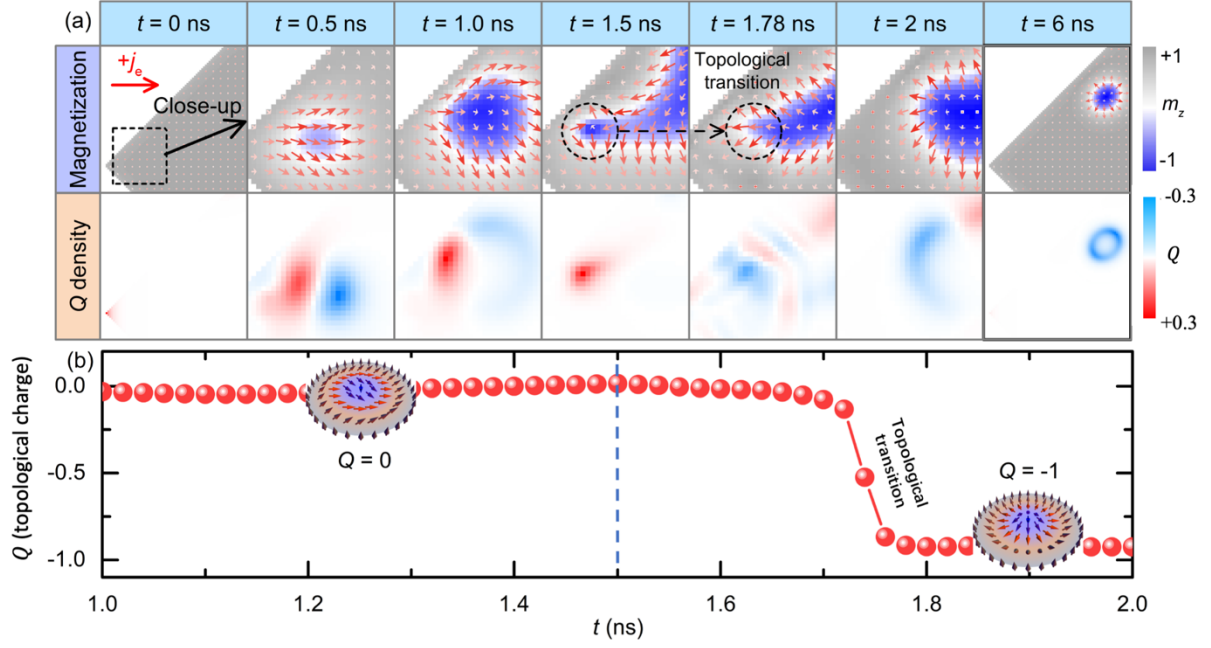 (a) t = 0 ns t = 0.5 ns t = 1.0 ns t = 1.5 ns t = 1.78 ns t = 2 ns t = 6 ns
Magnetization
+jₑ
Close-up
Topological
transition
+1
m_z
-1
Q density
-0.3
Q
+0.3
(b)
Q (topological charge)
0.0
-0.5
-1.0
Q = 0
Topological
transition
Q = -1
1.0 1.2 1.4 1.6 1.8 2.0
t (ns)